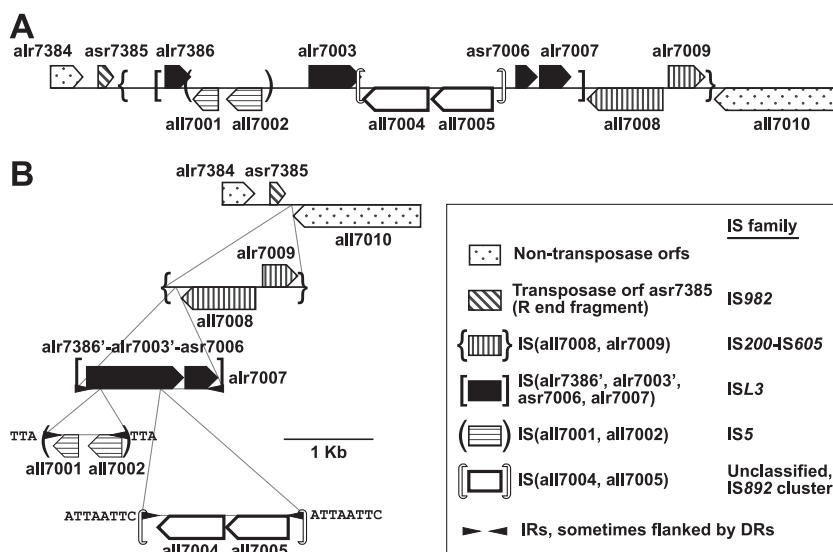 A
alr7384 asr7385 alr7386 alr7003 asr7006 alr7007 alr7009
all7001 all7002 all7004 all7005 all7008 all7010
B
alr7384 asr7385
all7010
alr7009
all7008
alr7386'-alr7003'-asr7006
alr7007
TTA TTA
all7001 all7002
1 Kb
ATTAATTC ATTAATTC
all7004 all7005
IS family
Non-transposase orfs
Transposase orf asr7385
(R end fragment) IS982
IS(all7008, alr7009) IS200-IS605
IS(alr7386', alr7003',
asr7006, alr7007) ISL3
IS(all7001, all7002) IS5
IS(all7004, all7005) Unclassified,
IS892 cluster
IRs, sometimes flanked by DRs